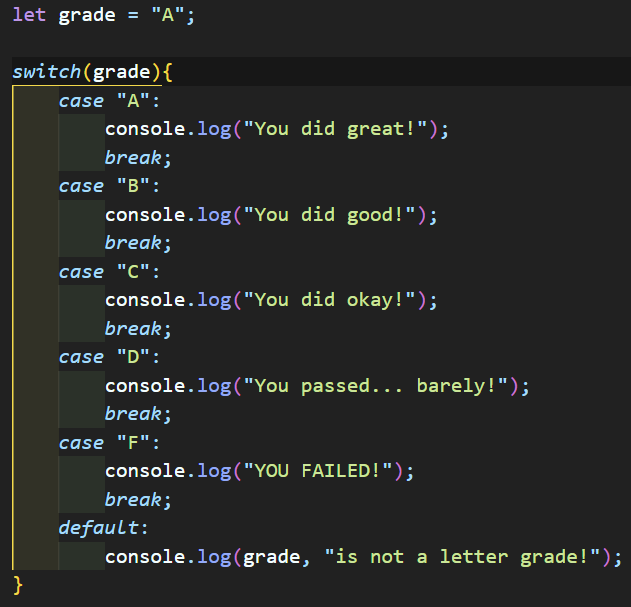 let grade = "A";

switch(grade){
    case "A":
        console.log("You did great!");
        break;
    case "B":
        console.log("You did good!");
        break;
    case "C":
        console.log("You did okay!");
        break;
    case "D":
        console.log("You passed... barely!");
        break;
    case "F":
        console.log("YOU FAILED!");
        break;
    default:
        console.log(grade, "is not a letter grade!");
}